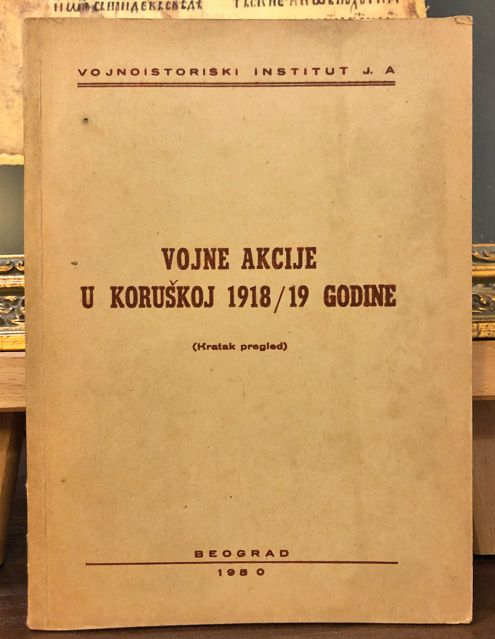 VOJNOISTORISKI INSTITUT J. A
VOJNE AKCIJE
U KORUŠKOJ 1918/19 GODINE
(Kratak pregled)
BEOGRAD
1950